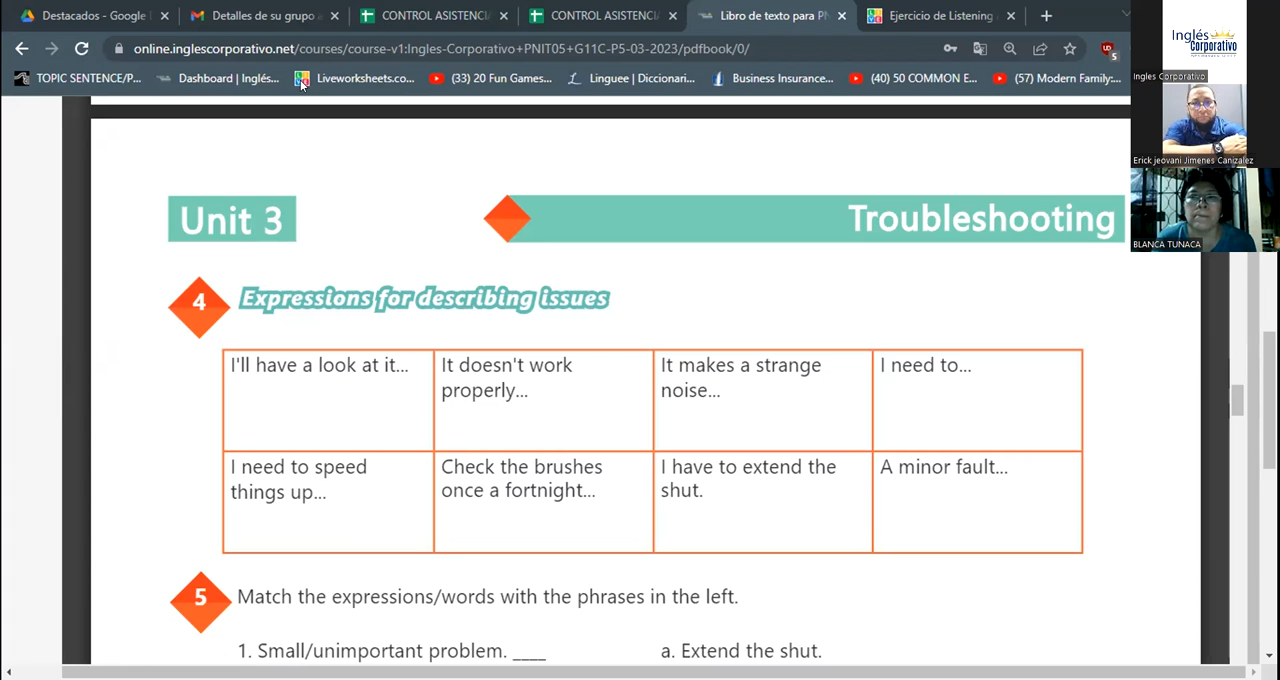 Destacados - Google
Detalles de su grupo
CONTROL ASISTENCI
CONTROL ASISTENCI
Libro de texto para PN
Ejercicio de Listening
online.inglescorporativo.net/courses/course-v1:Ingles-Corporativo+PNIT05+G11C-P5-03-2023/pdfbook/0/
5
TOPIC SENTENCE/P...
Dashboard | Inglés...
Liveworksheets.co...
(33) 20 Fun Games...
Linguee | Diccionari...
Business Insurance...
(40) 50 COMMON E...
(57) Modern Family:...
Inglés
Corporativo
Ingles Corporativo
Erick jeovani Jimenes Canizalez
BLANCA TUNACA
Unit 3
Troubleshooting
4
Expressions for describing issues
I'll have a look at it...
It doesn't work
properly...
It makes a strange
noise...
I need to...
I need to speed
things up...
Check the brushes
once a fortnight...
I have to extend the
shut.
A minor fault...
5
Match the expressions/words with the phrases in the left.
1. Small/unimportant problem. ____
a. Extend the shut.